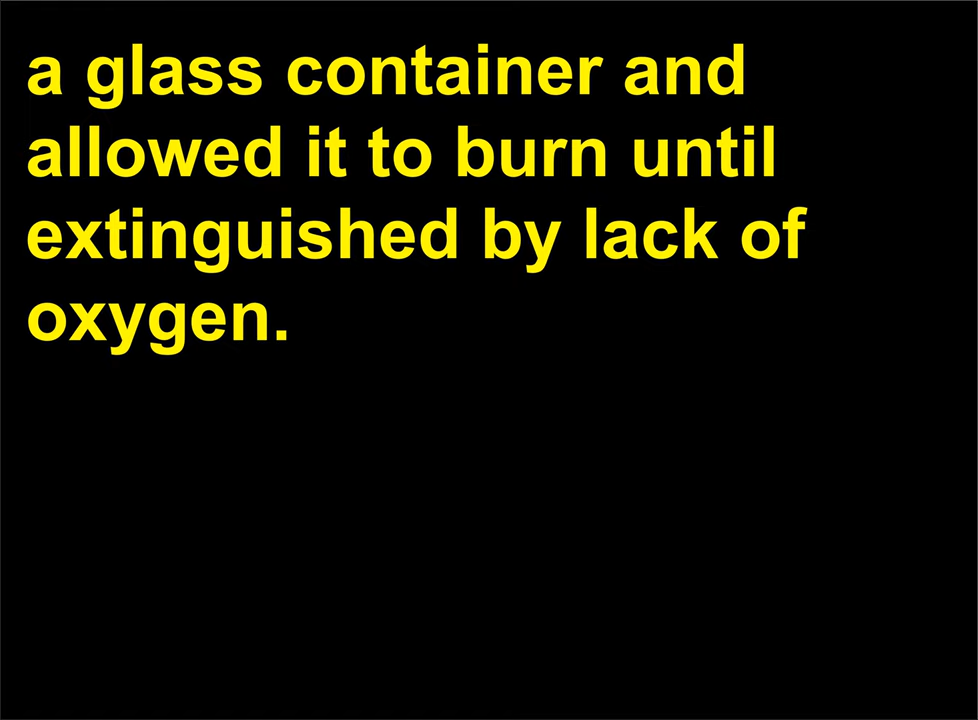 a glass container and
allowed it to burn until
extinguished by lack of
oxygen.